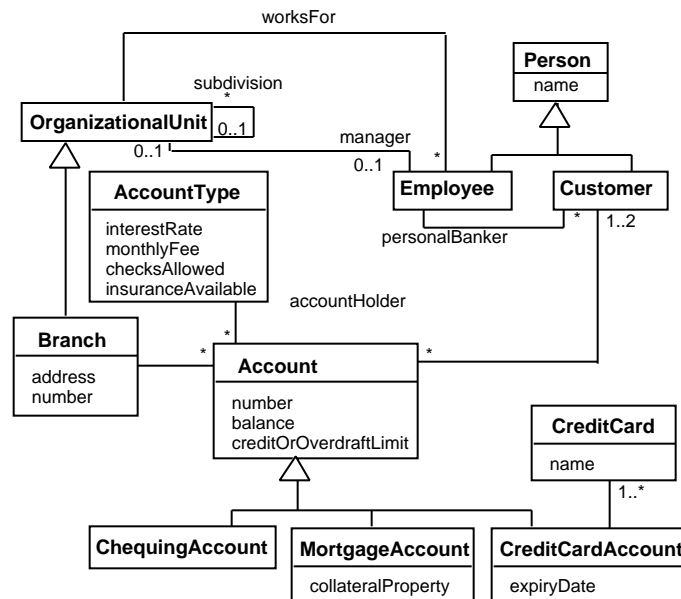 worksFor
Person
name
subdivision
*
OrganizationalUnit
0..1
0..1
manager
0..1
*
Employee
Customer
personalBanker
*
1..2
AccountType
interestRate
monthlyFee
checksAllowed
insuranceAvailable
accountHolder
*
Branch
address
number
*
Account
number
balance
creditOrOverdraftLimit
*
CreditCard
name
1..*
ChequingAccount
MortgageAccount
collateralProperty
CreditCardAccount
expiryDate